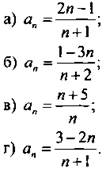 а) aₙ = (2n − 1)/(n + 1);
б) aₙ = (1 − 3n)/(n + 2);
в) aₙ = (n + 5)/n;
г) aₙ = (3 − 2n)/(n + 1).